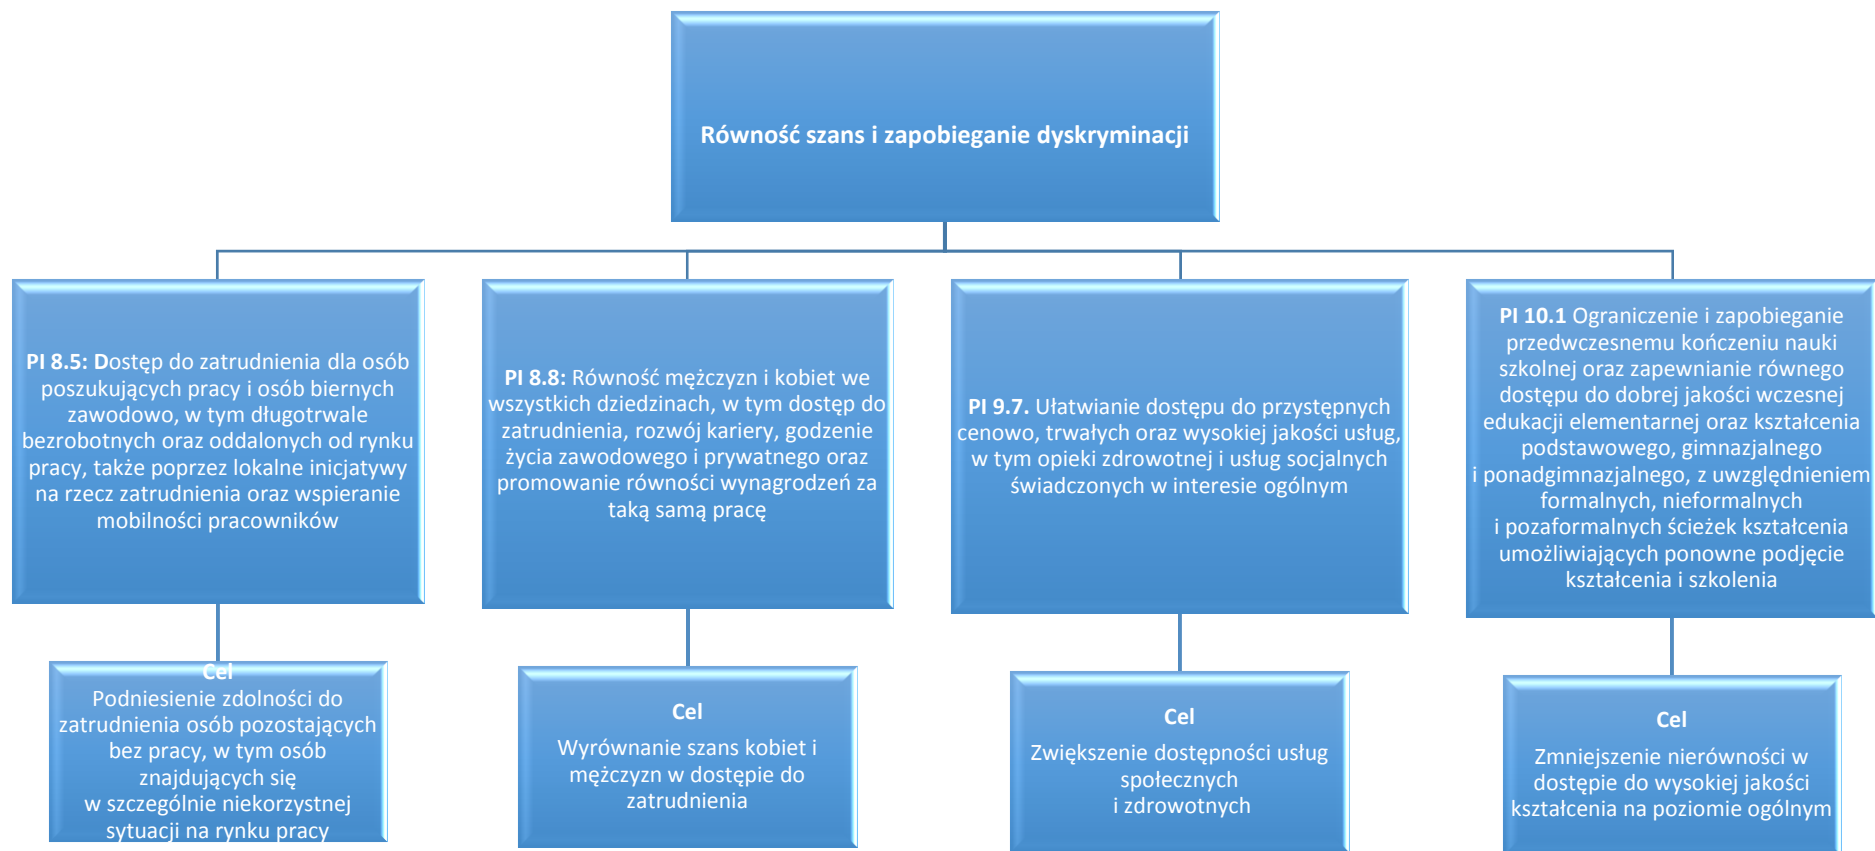 Równość szans i zapobieganie dyskryminacji
PI 8.5: Dostęp do zatrudnienia dla osób
poszukujących pracy i osób biernych
zawodowo, w tym długotrwale
bezrobotnych oraz oddalonych od rynku
pracy, także poprzez lokalne inicjatywy
na rzecz zatrudnienia oraz wspieranie
mobilności pracowników
PI 8.8: Równość mężczyzn i kobiet we
wszystkich dziedzinach, w tym dostęp do
zatrudnienia, rozwój kariery, godzenie
życia zawodowego i prywatnego oraz
promowanie równości wynagrodzeń za
taką samą pracę
PI 9.7. Ułatwianie dostępu do przystępnych
cenowo, trwałych oraz wysokiej jakości usług,
w tym opieki zdrowotnej i usług socjalnych
świadczonych w interesie ogólnym
PI 10.1 Ograniczenie i zapobieganie
przedwczesnemu kończeniu nauki
szkolnej oraz zapewnianie równego
dostępu do dobrej jakości wczesnej
edukacji elementarnej oraz kształcenia
podstawowego, gimnazjalnego
i ponadgimnazjalnego, z uwzględnieniem
formalnych, nieformalnych
i pozaformalnych ścieżek kształcenia
umożliwiających ponowne podjęcie
kształcenia i szkolenia
Cel
Podniesienie zdolności do
zatrudnienia osób pozostających
bez pracy, w tym osób
znajdujących się
w szczególnie niekorzystnej
sytuacji na rynku pracy
Cel
Wyrównanie szans kobiet i
mężczyzn w dostępie do
zatrudnienia
Cel
Zwiększenie dostępności usług
społecznych
i zdrowotnych
Cel
Zmniejszenie nierówności w
dostępie do wysokiej jakości
kształcenia na poziomie ogólnym